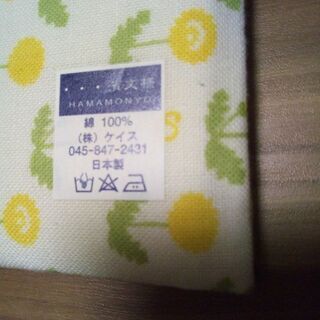 ・・・濱文様
HAMAMONYO
綿 100%
（株）ケイス
045-847-2431
日本製